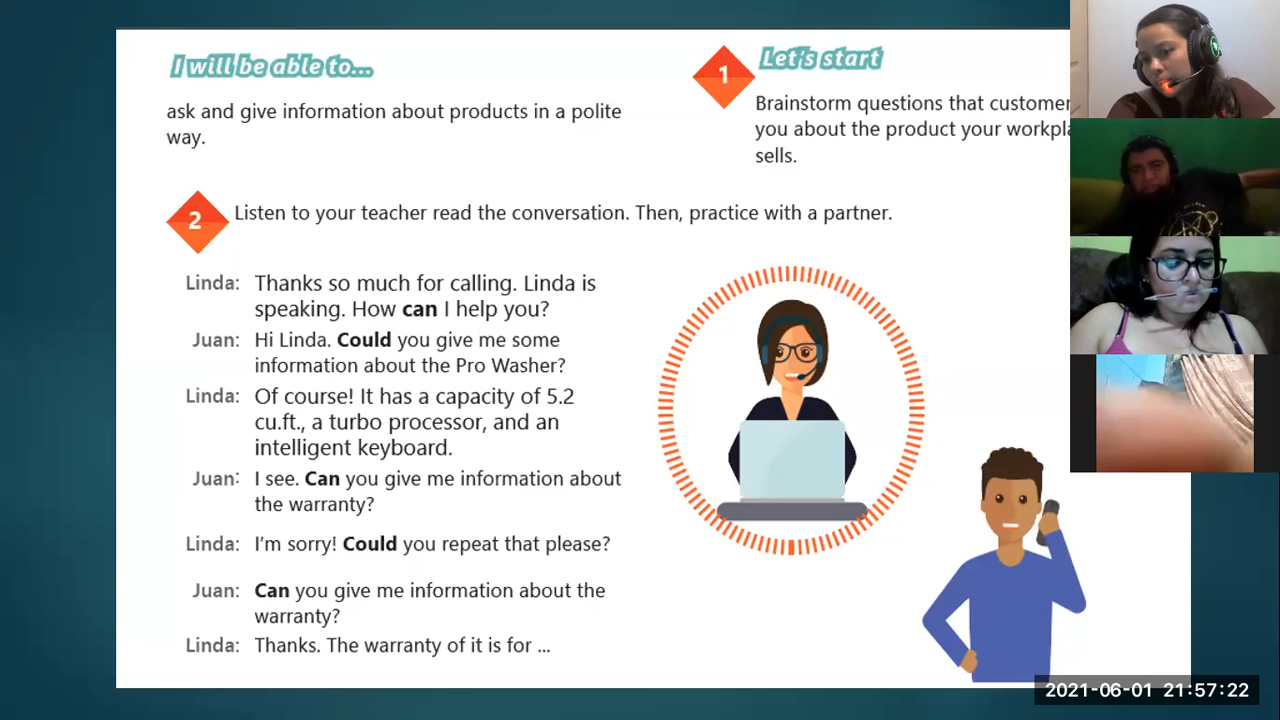 I will be able to...
ask and give information about products in a polite
way.
1
Let's start
Brainstorm questions that customer
you about the product your
sells.
2
Listen to your teacher read the conversation. Then, practice with a partner.
Linda: Thanks so much for calling. Linda is
speaking. How can I help you?
Juan: Hi Linda. Could you give me some
information about the Pro Washer?
Linda: Of course! It has a capacity of 5.2
cu.ft., a turbo processor, and an
intelligent keyboard.
Juan: I see. Can you give me information about
the warranty?
Linda: I'm sorry! Could you repeat that please?
Juan: Can you give me information about the
warranty?
Linda: Thanks. The warranty of it is for ...
2021-06-01 21:57:22